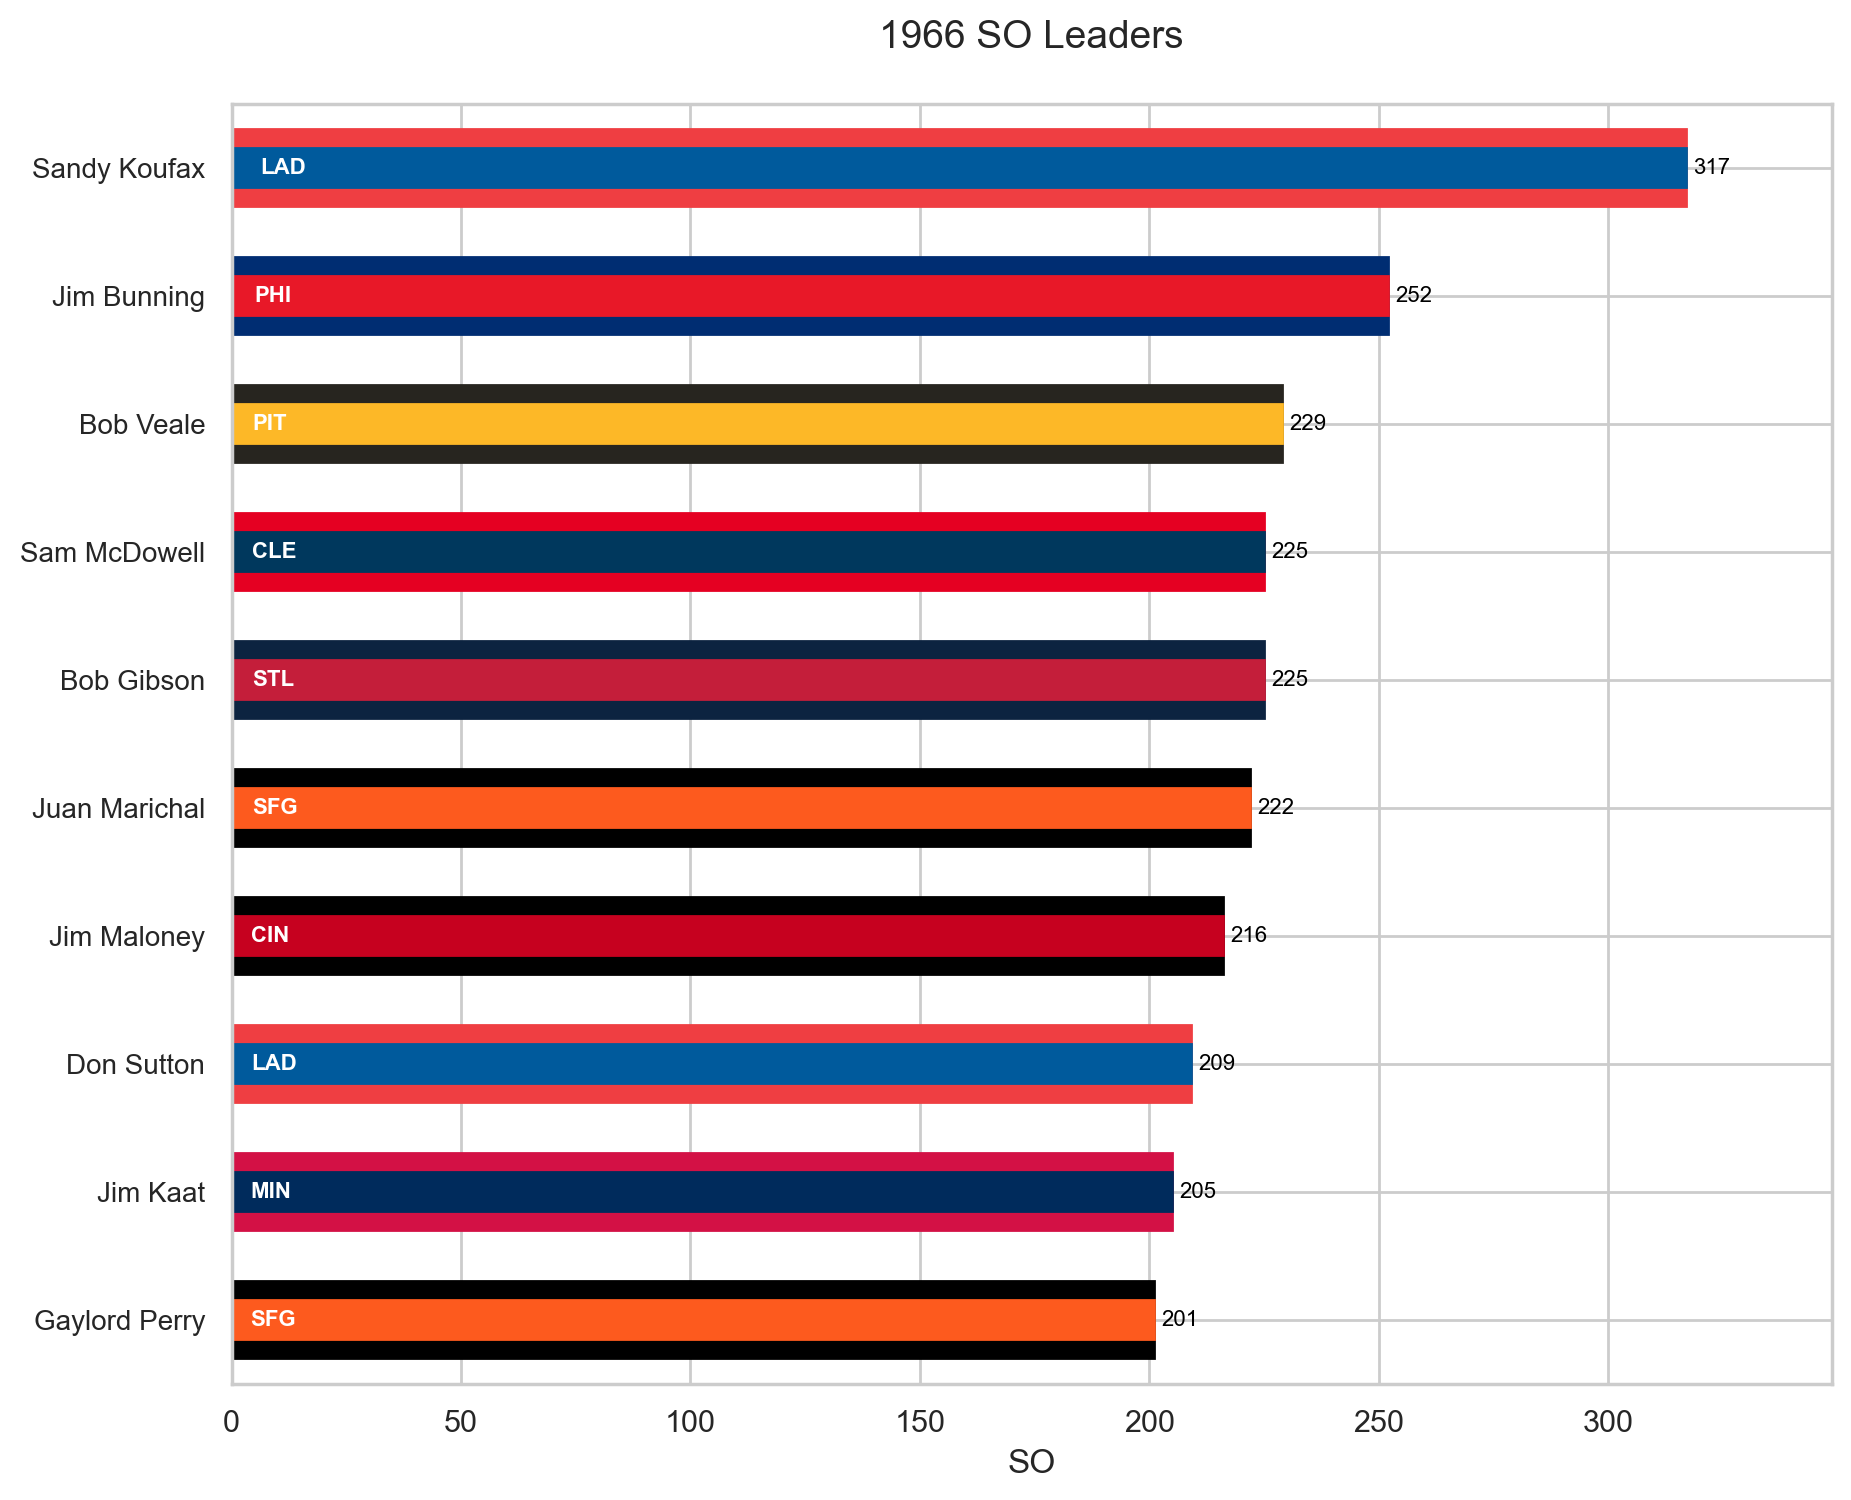 1966 SO Leaders
Sandy Koufax LAD 317
Jim Bunning PHI 252
Bob Veale PIT 229
Sam McDowell CLE 225
Bob Gibson STL 225
Juan Marichal SFG 222
Jim Maloney CIN 216
Don Sutton LAD 209
Jim Kaat MIN 205
Gaylord Perry SFG 201
0 50 100 150 200 250 300
SO